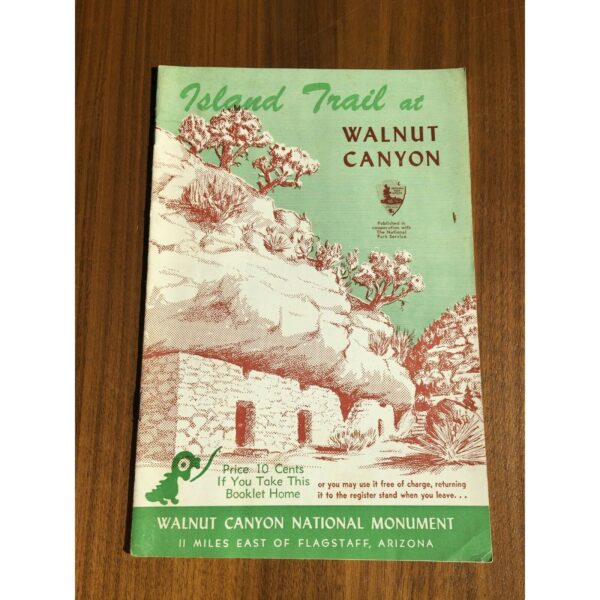 Island Trail at
WALNUT
CANYON
Published in
cooperation with
The National
Park Service
Price 10 Cents
If You Take This
Booklet Home
or you may use it free of charge, returning
it to the register stand when you leave...
WALNUT CANYON NATIONAL MONUMENT
11 MILES EAST OF FLAGSTAFF, ARIZONA